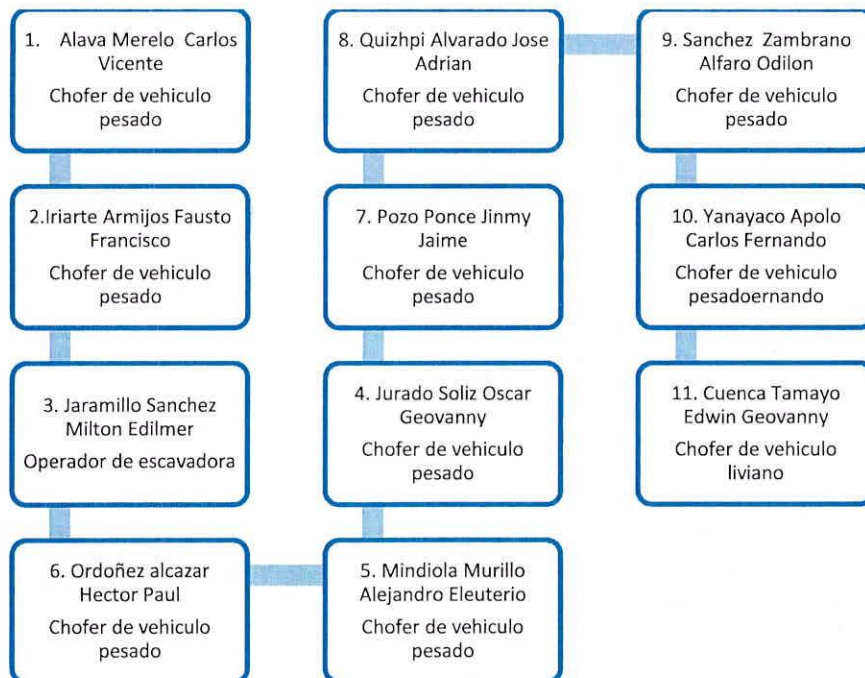 1. Alava Merelo Carlos
Vicente
Chofer de vehiculo
pesado
2.Iriarte Armijos Fausto
Francisco
Chofer de vehiculo
pesado
3. Jaramillo Sanchez
Milton Edilmer
Operador de escavadora
6. Ordoñez alcazar
Hector Paul
Chofer de vehiculo
pesado
5. Mindiola Murillo
Alejandro Eleuterio
Chofer de vehiculo
pesado
4. Jurado Soliz Oscar
Geovanny
Chofer de vehiculo
pesado
7. Pozo Ponce Jinmy
Jaime
Chofer de vehiculo
pesado
8. Quizhpi Alvarado Jose
Adrian
Chofer de vehiculo
pesado
9. Sanchez Zambrano
Alfaro Odilon
Chofer de vehiculo
pesado
10. Yanayaco Apolo
Carlos Fernando
Chofer de vehiculo
pesadoernando
11. Cuenca Tamayo
Edwin Geovanny
Chofer de vehiculo
liviano